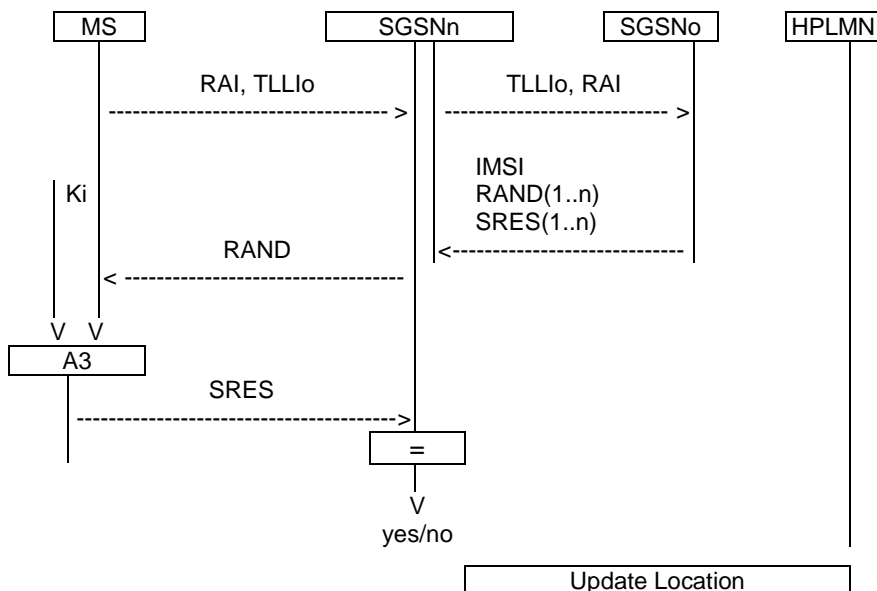 MS SGSNn SGSNo HPLMN
RAI, TLLIo TLLIo, RAI
------------------------------------ > -------------------------------- >
IMSI
Ki RAND(1..n)
SRES(1..n)
RAND <------------------------------
< ------------------------------------
V V
A3
SRES
----------------------------------------->
=
V
yes/no
Update Location